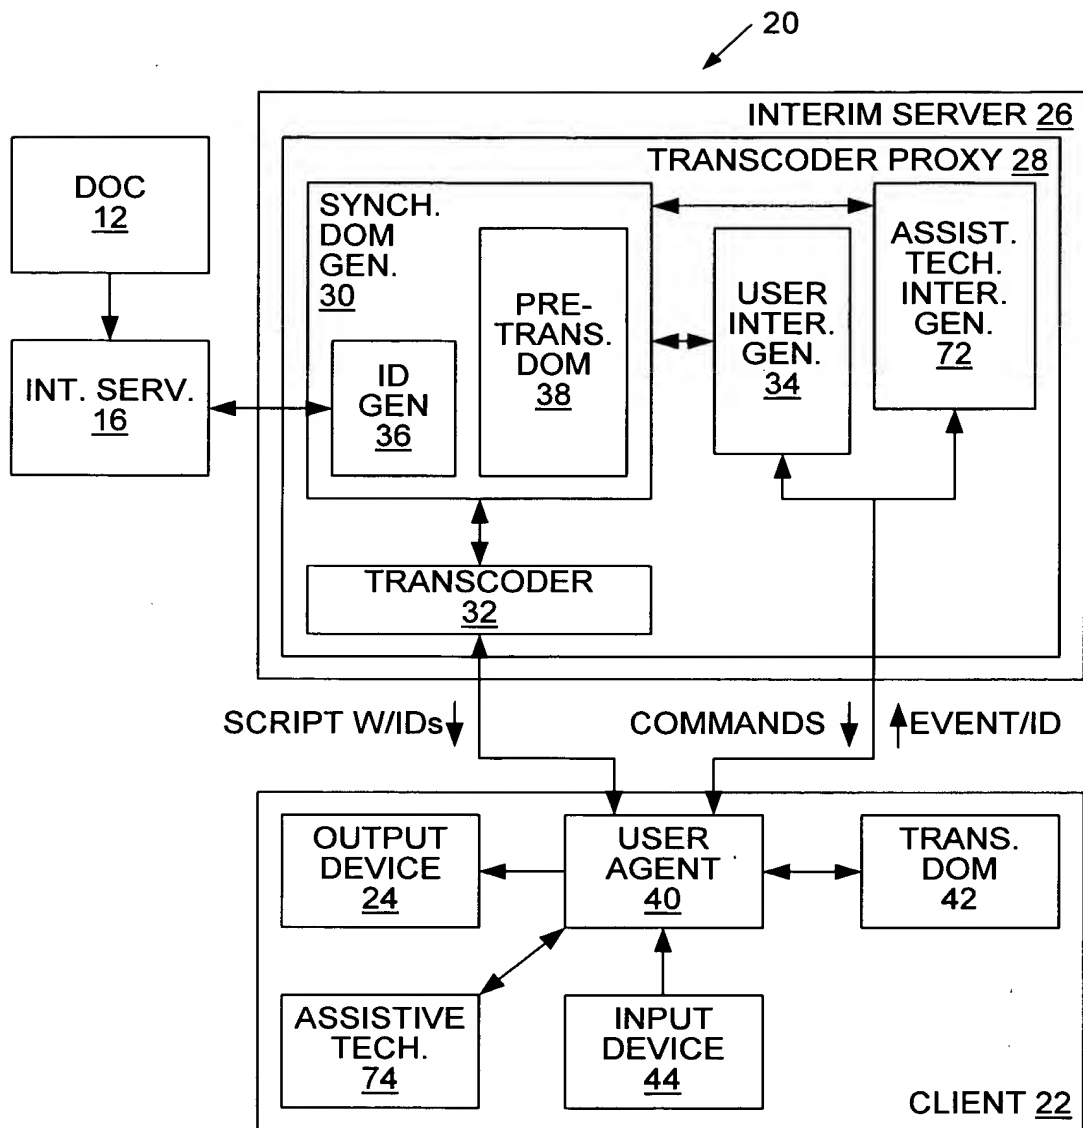 20
INTERIM SERVER 26
TRANSCODER PROXY 28
DOC
12
INT. SERV.
16
SYNCH.
DOM
GEN.
30
ID
GEN
36
PRE-
TRANS.
DOM
38
USER
INTER.
GEN.
34
ASSIST.
TECH.
INTER.
GEN.
72
TRANSCODER
32
SCRIPT W/IDs
COMMANDS
EVENT/ID
OUTPUT
DEVICE
24
USER
AGENT
40
TRANS.
DOM
42
ASSISTIVE
TECH.
74
INPUT
DEVICE
44
CLIENT 22